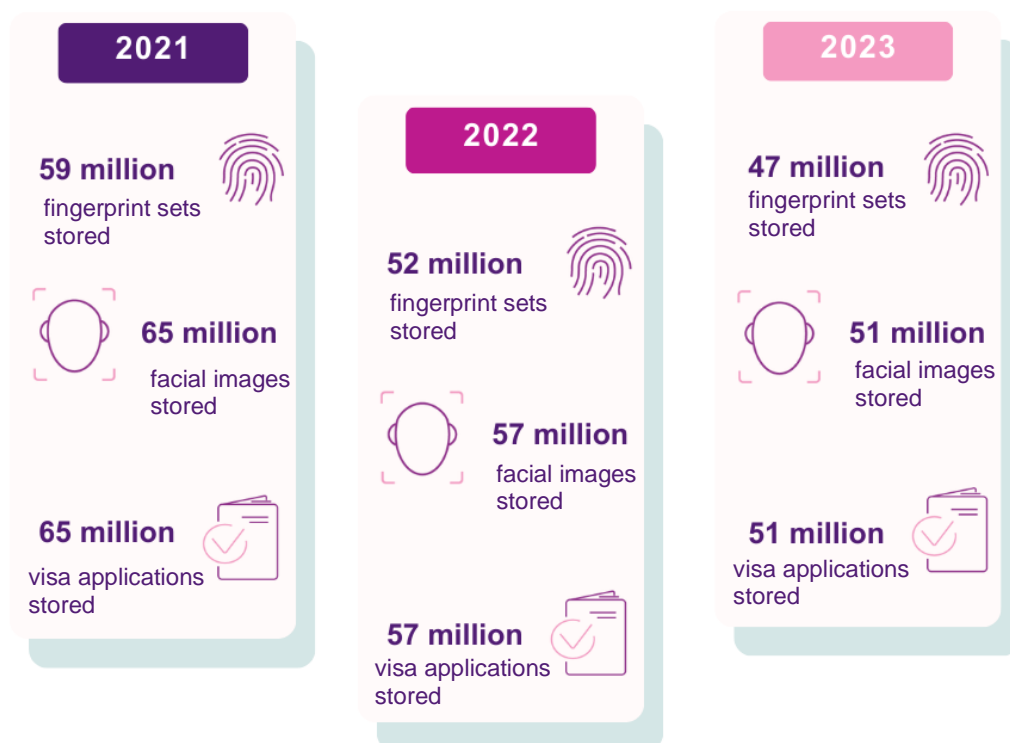 2021
59 million
fingerprint sets
stored
65 million
facial images
stored
65 million
visa applications
stored
2022
52 million
fingerprint sets
stored
57 million
facial images
stored
57 million
visa applications
stored
2023
47 million
fingerprint sets
stored
51 million
facial images
stored
51 million
visa applications
stored